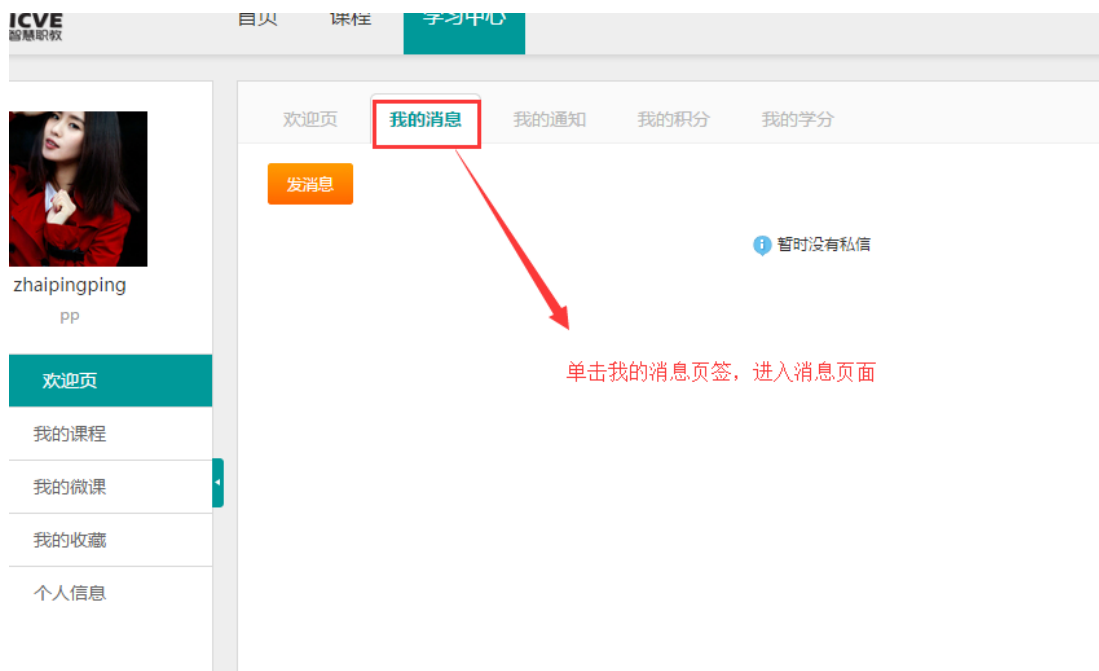 ICVE
智慧职教
首页 课程 学习中心
欢迎页 我的消息 我的通知 我的积分 我的学分
发消息
暂时没有私信
zhaipingping
pp
单击我的消息页签，进入消息页面
欢迎页
我的课程
我的微课
我的收藏
个人信息